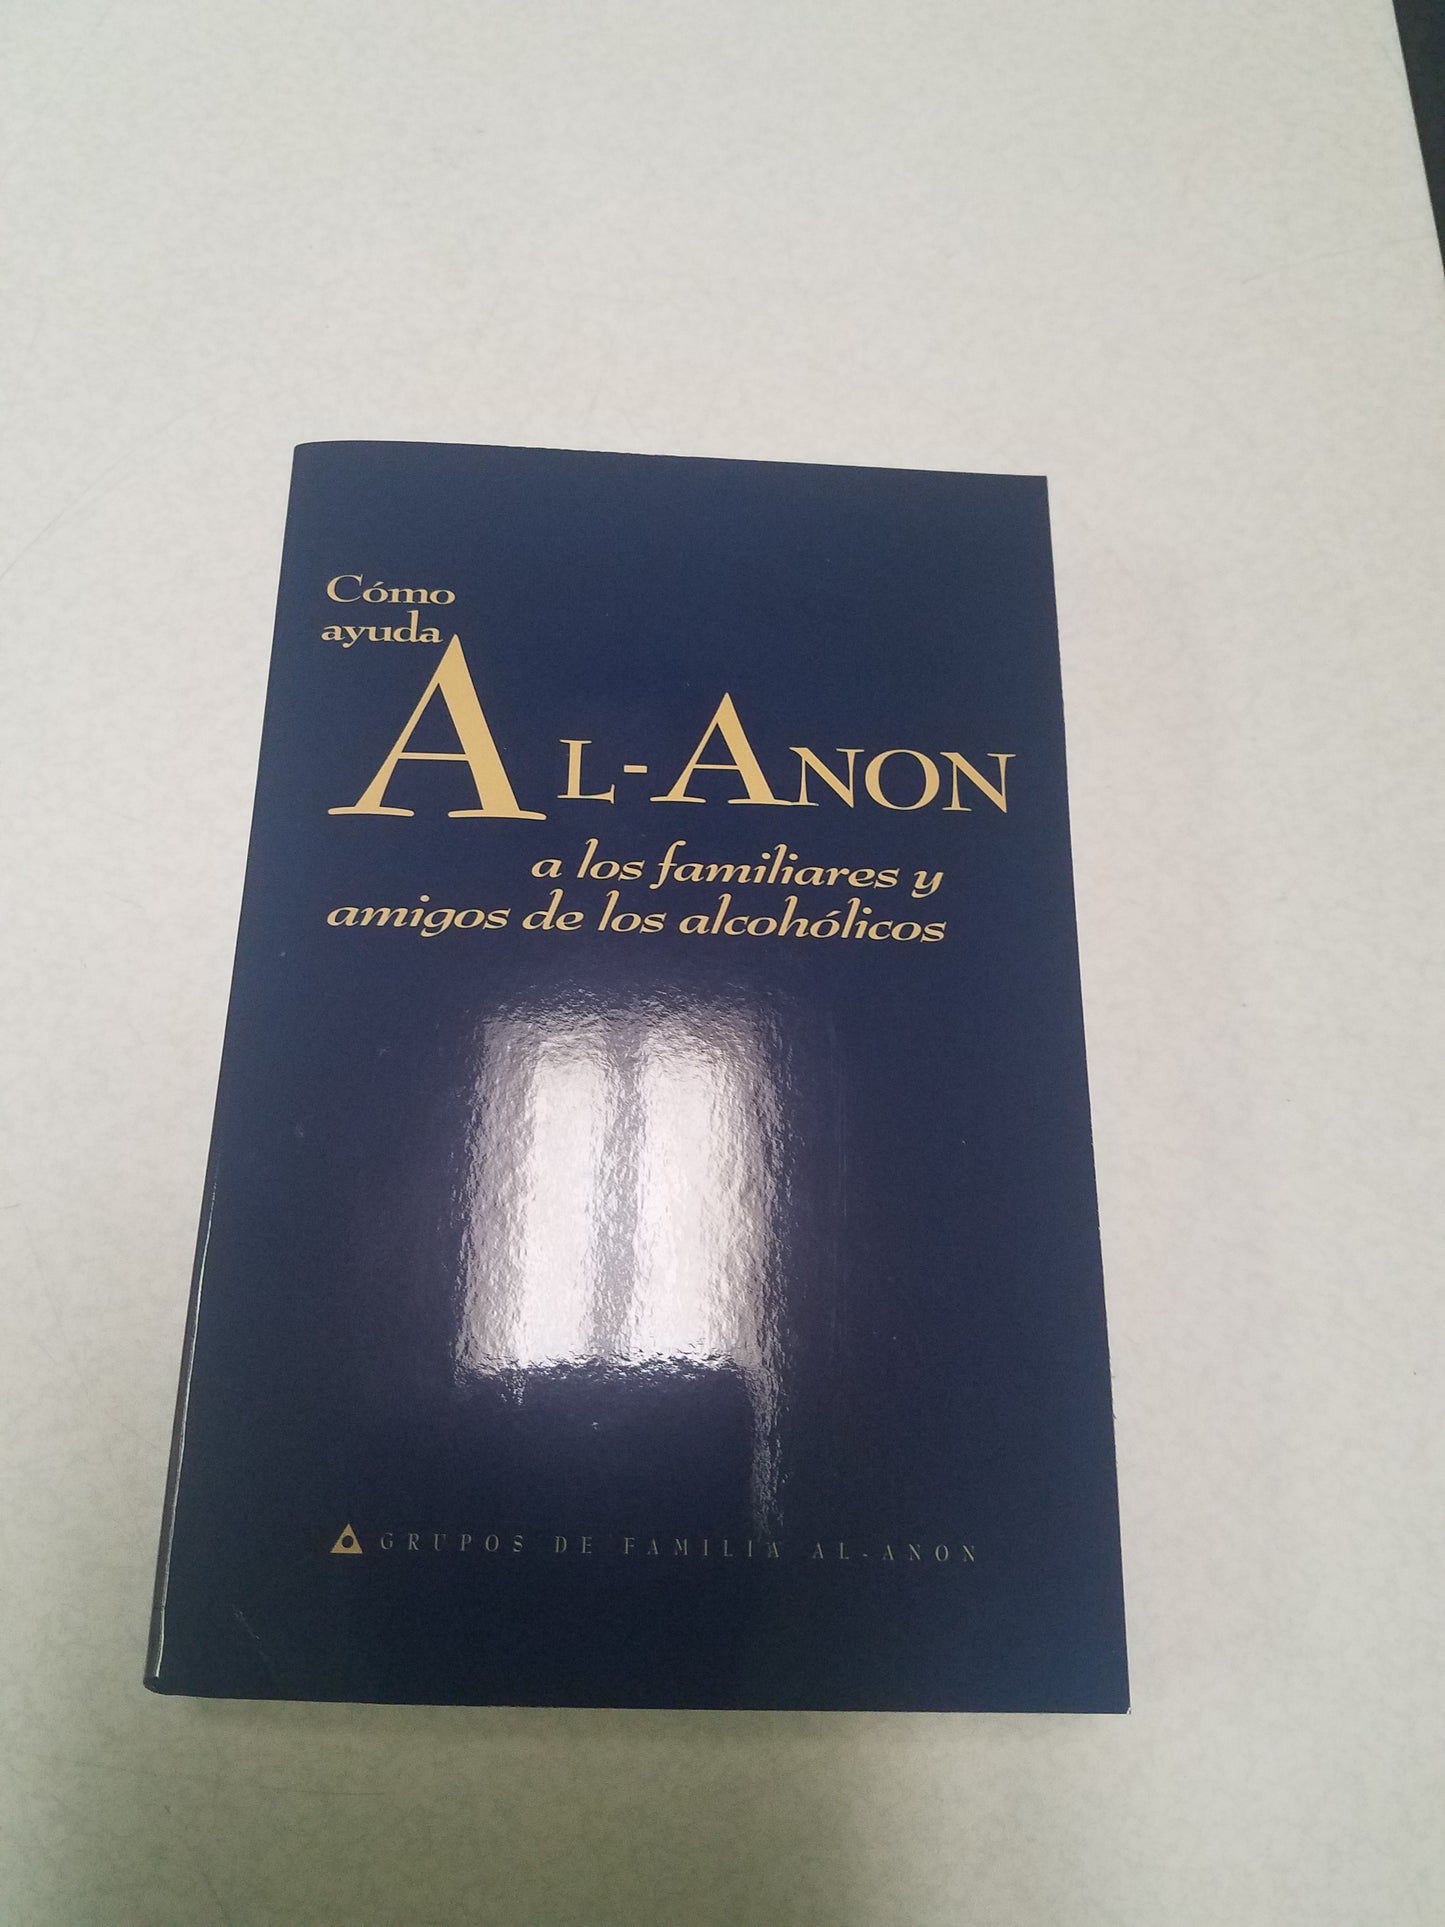 Cómo
ayuda
AL-ANON
a los familiares y
amigos de los alcohólicos
GRUPOS DE FAMILIA AL-ANON